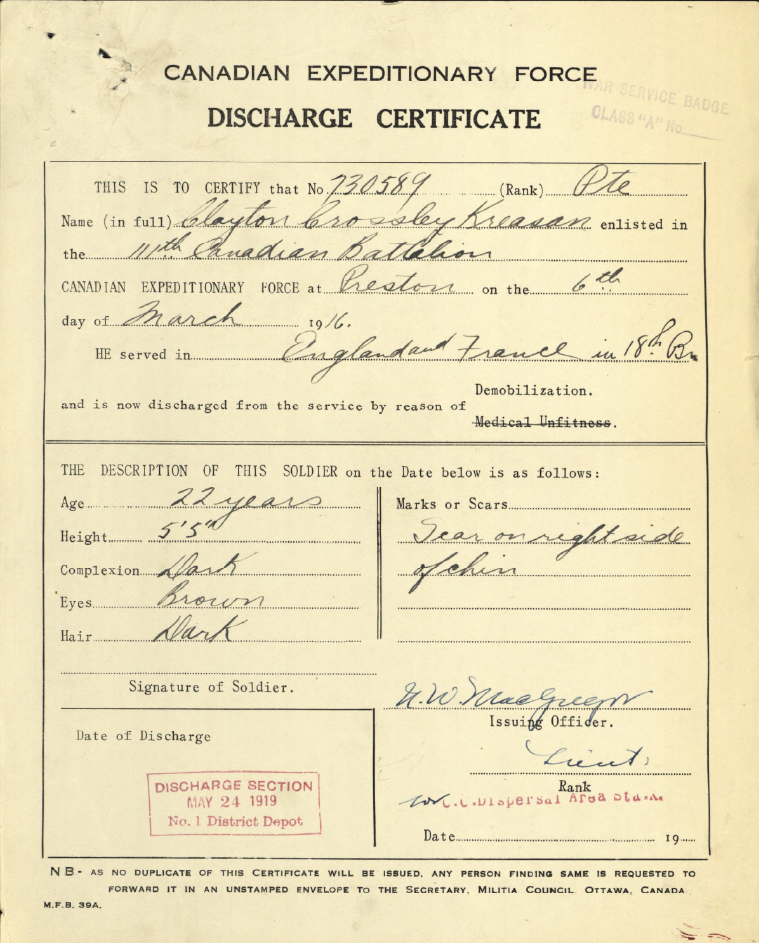 CANADIAN EXPEDITIONARY FORCE
WAR SERVICE BADGE
CLASS "A" No
DISCHARGE CERTIFICATE
THIS IS TO CERTIFY that No. 730589 (Rank) Pte
Name (in full) Clayton Crossley Kreasan enlisted in
the 111th Canadian Battalion
CANADIAN EXPEDITIONARY FORCE at Preston on the 6th
day of March 1916.
HE served in England and France in 18th Bn
Demobilization.
and is now discharged from the service by reason of
Medical Unfitness.
THE DESCRIPTION OF THIS SOLDIER on the Date below is as follows:
Age 22 years
Height 5'5"
Complexion Dark
Eyes Brown
Hair Dark
Marks or Scars
Scar on right side
of chin
Signature of Soldier.
MacGregor
Issuing Officer.
Lieut.
Rank
for C.C. Dispersal Area Sta. K.
Date 19
Date of Discharge
DISCHARGE SECTION
MAY 24 1919
No. 1 District Depot
NB- AS NO DUPLICATE OF THIS CERTIFICATE WILL BE ISSUED, ANY PERSON FINDING SAME IS REQUESTED TO
FORWARD IT IN AN UNSTAMPED ENVELOPE TO THE SECRETARY, MILITIA COUNCIL OTTAWA, CANADA.
M.F.B. 39A.